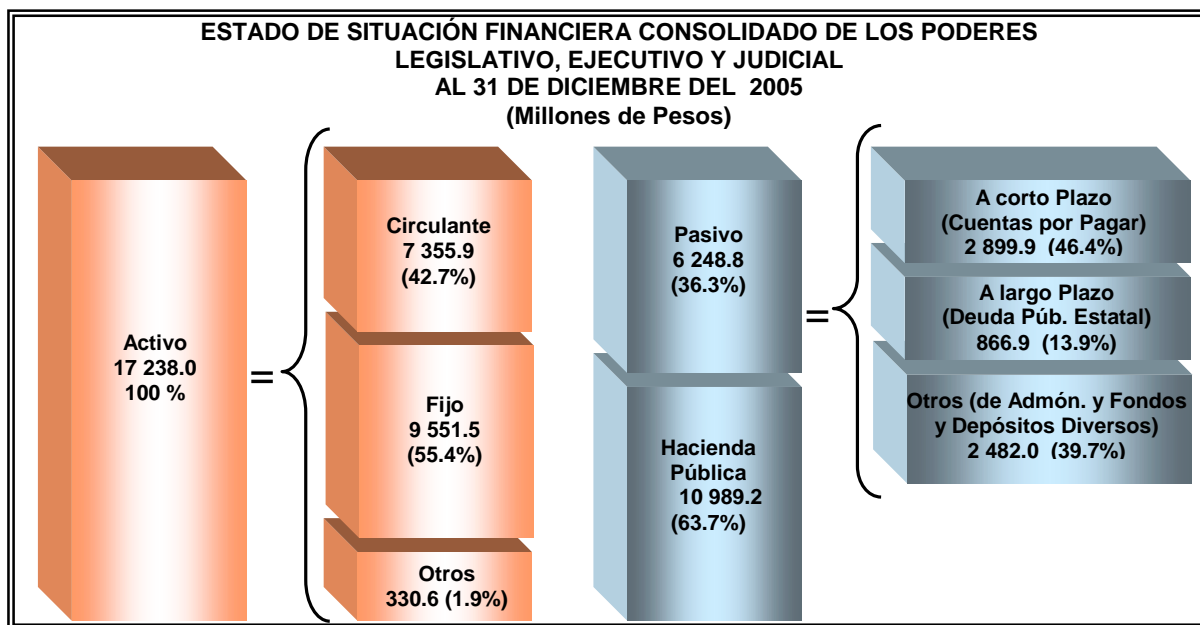 ESTADO DE SITUACIÓN FINANCIERA CONSOLIDADO DE LOS PODERES
LEGISLATIVO, EJECUTIVO Y JUDICIAL
AL 31 DE DICIEMBRE DEL 2005
(Millones de Pesos)
Activo
17 238.0
100 %
=
Circulante
7 355.9
(42.7%)
Fijo
9 551.5
(55.4%)
Otros
330.6 (1.9%)
Pasivo
6 248.8
(36.3%)
Hacienda
Pública
10 989.2
(63.7%)
=
A corto Plazo
(Cuentas por Pagar)
2 899.9 (46.4%)
A largo Plazo
(Deuda Púb. Estatal)
866.9 (13.9%)
Otros (de Admón. y Fondos
y Depósitos Diversos)
2 482.0 (39.7%)